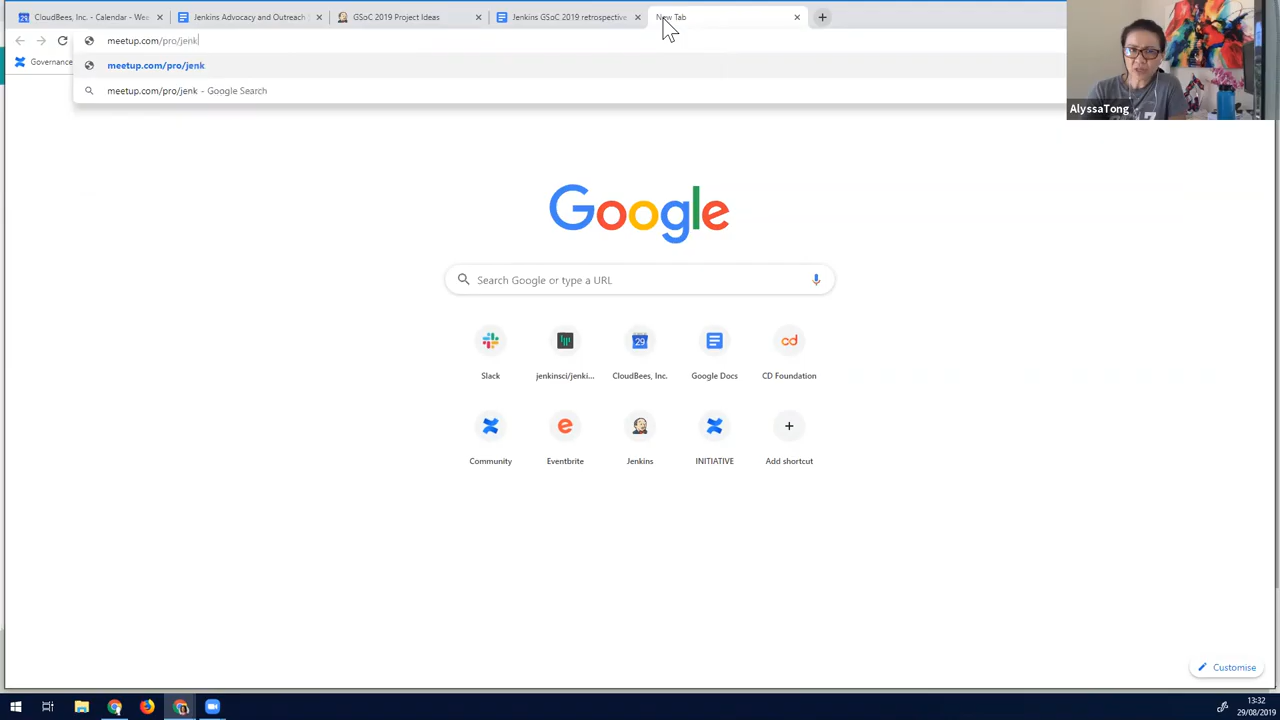 CloudBees, Inc. - Calendar - Wee
Jenkins Advocacy and Outreach
GSoC 2019 Project Ideas
Jenkins GSoC 2019 retrospective
New Tab
meetup.com/pro/jenk
Governance
meetup.com/pro/jenk
meetup.com/pro/jenk - Google Search
AlyssaTong
Google
Search Google or type a URL
29
cd
Slack
jenkinsci/jenki...
CloudBees, Inc.
Google Docs
CD Foundation
e
Community
Eventbrite
Jenkins
INITIATIVE
Add shortcut
Customise
13:32
29/08/2019